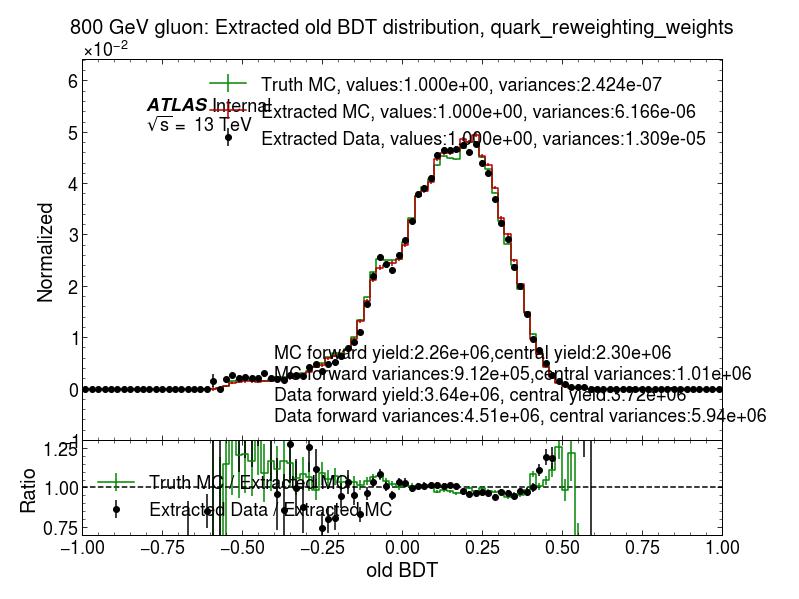 800 GeV gluon: Extracted old BDT distribution, quark_reweighting_weights
×10⁻²
Truth MC, values:1.000e+00, variances:2.424e-07
ATLAS Internal
Extracted MC, values:1.000e+00, variances:6.166e-06
√s = 13 TeV
Extracted Data, values:1.000e+00, variances:1.309e-05
6
5
4
3
2
1
0
Normalized
MC forward yield:2.26e+06,central yield:2.30e+06
MC forward variances:9.12e+05,central variances:1.01e+06
Data forward yield:3.64e+06, central yield:3.72e+06
Data forward variances:4.51e+06, central variances:5.94e+06
1.25
1.00
0.75
Ratio
Truth MC / Extracted MC
Extracted Data / Extracted MC
−1.00 −0.75 −0.50 −0.25 0.00 0.25 0.50 0.75 1.00
old BDT